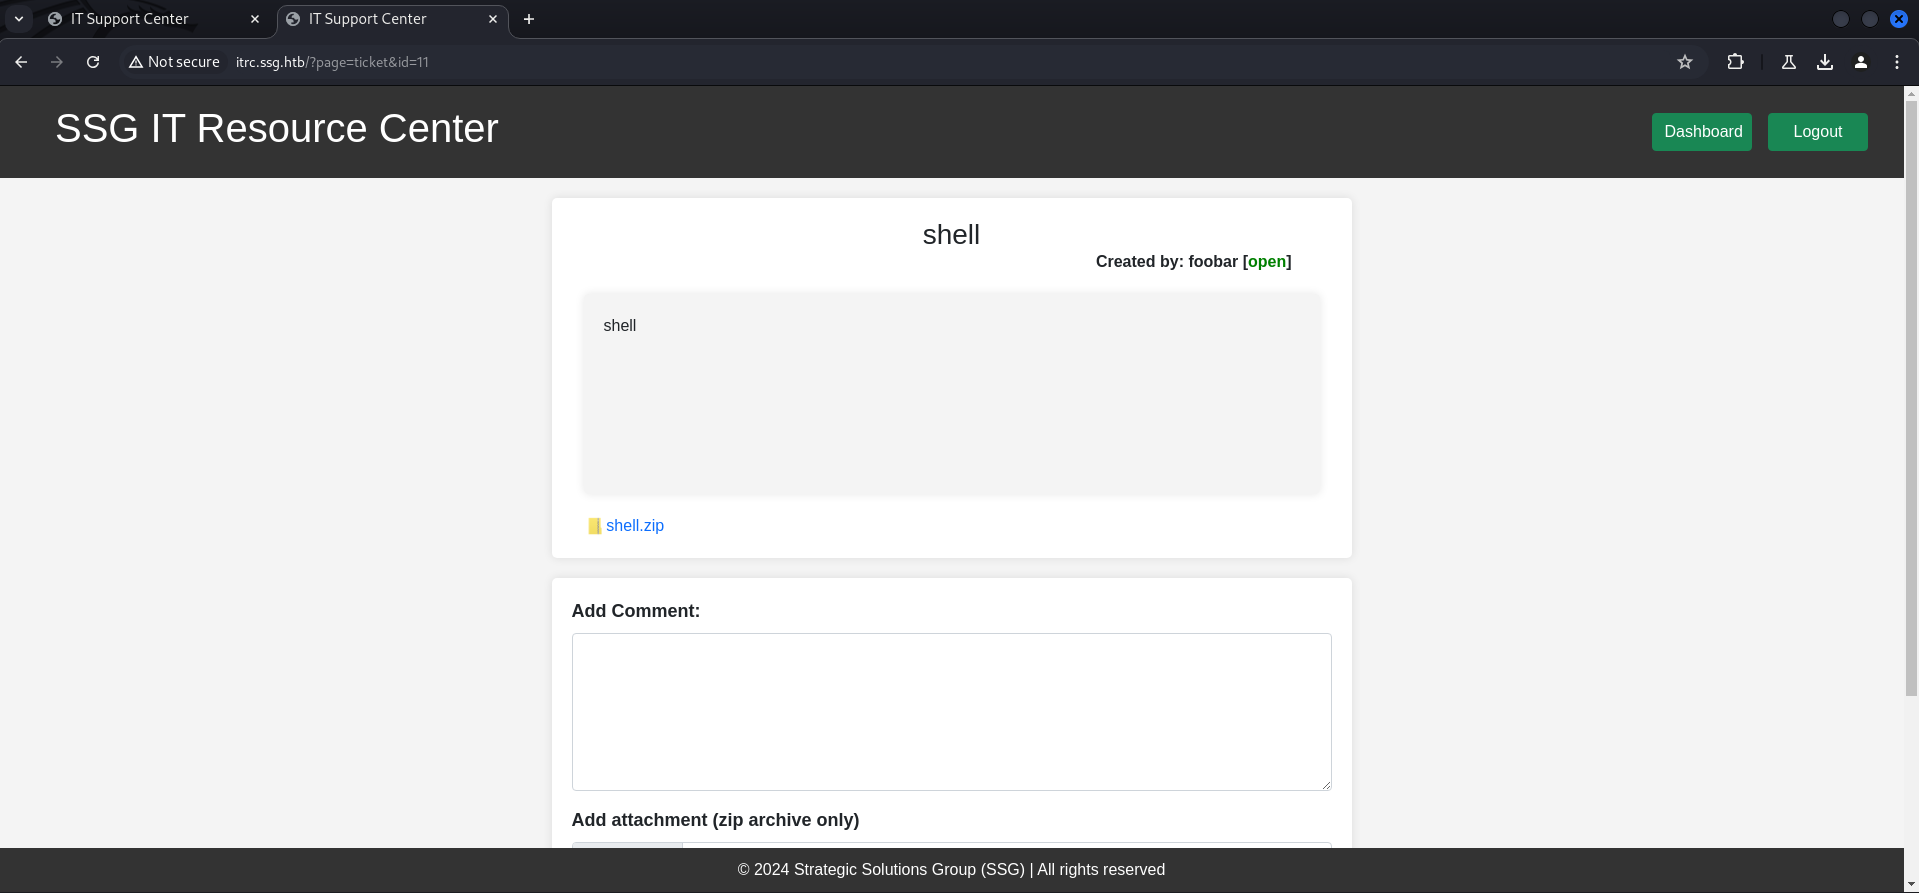 IT Support Center
IT Support Center
Not secure
itrc.ssg.htb/?page=ticket&id=11
SSG IT Resource Center
Dashboard
Logout
shell
Created by: foobar [open]
shell
shell.zip
Add Comment:
Add attachment (zip archive only)
© 2024 Strategic Solutions Group (SSG) | All rights reserved